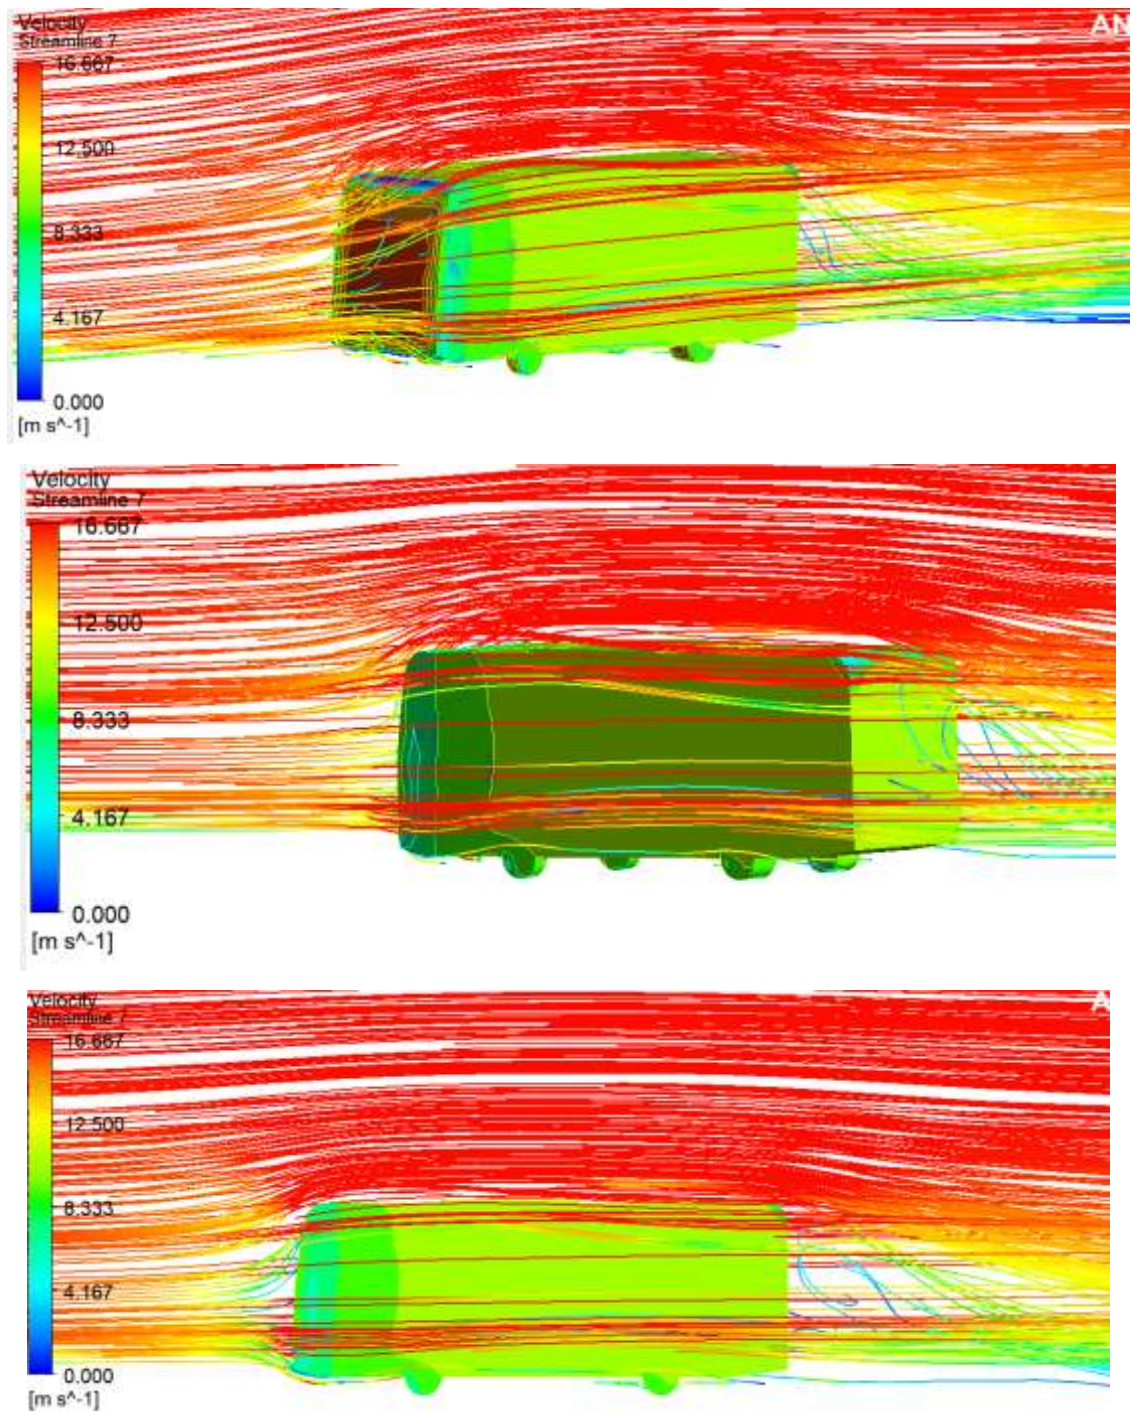 Velocity
Streamline 7
AN
16.667
12.500
8.333
4.167
0.000
[m s^-1]
Velocity
Streamline 7
16.667
12.500
8.333
4.167
0.000
[m s^-1]
Velocity
Streamline 7
A
16.667
12.500
8.333
4.167
0.000
[m s^-1]